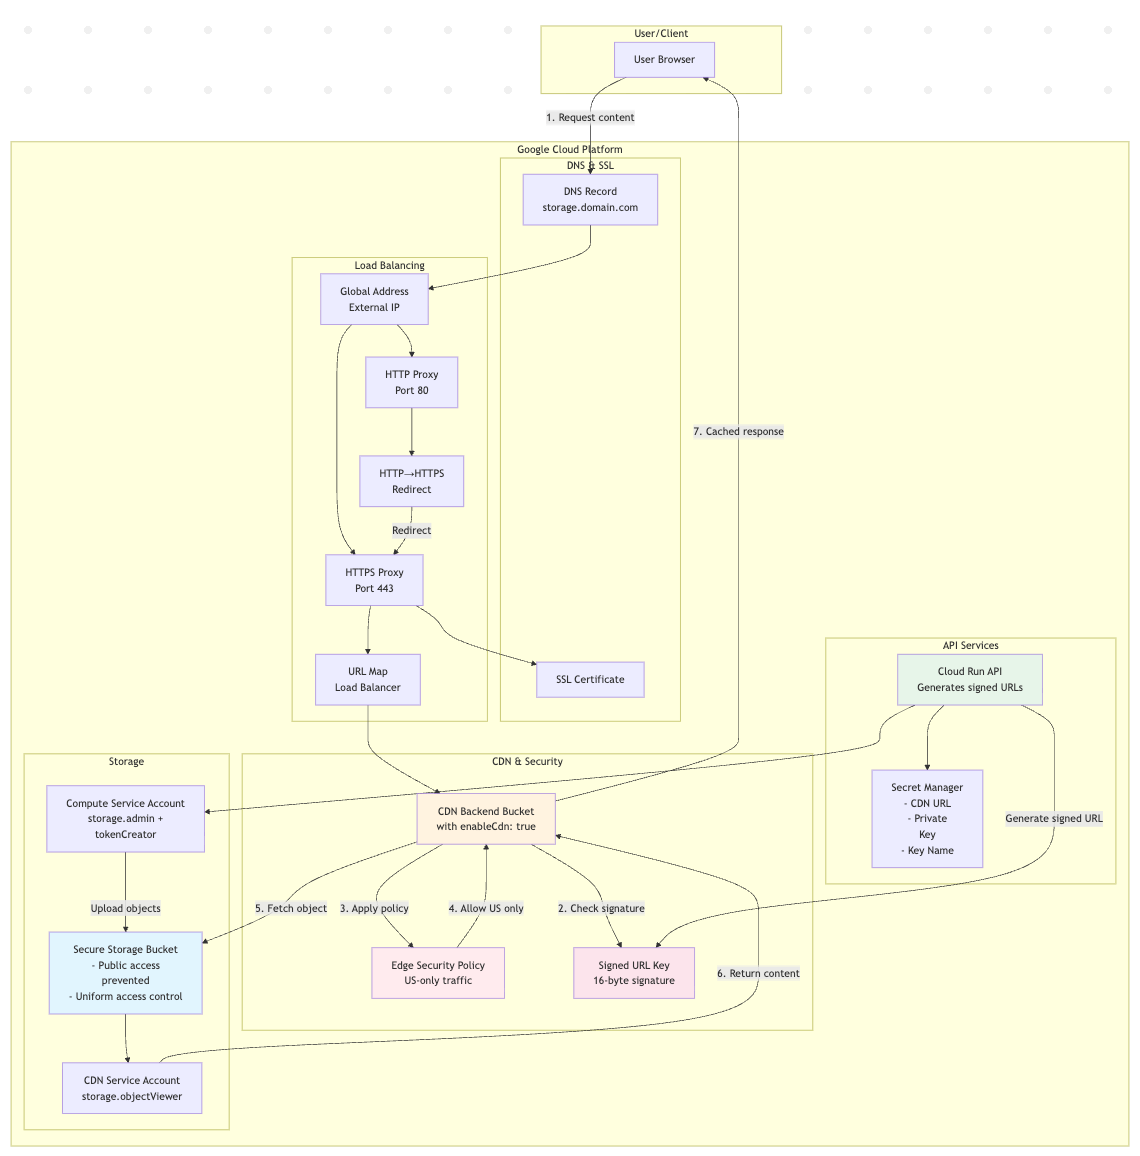 User/Client
User Browser
1. Request content
Google Cloud Platform
DNS & SSL
DNS Record
storage.domain.com
Load Balancing
Global Address
External IP
HTTP Proxy
Port 80
7. Cached response
HTTP→HTTPS
Redirect
Redirect
HTTPS Proxy
Port 443
URL Map
Load Balancer
SSL Certificate
API Services
Cloud Run API
Generates signed URLs
Secret Manager
- CDN URL
- Private
Key
- Key Name
Generate signed URL
Storage
Compute Service Account
storage.admin +
tokenCreator
CDN & Security
CDN Backend Bucket
with enableCdn: true
Upload objects
5. Fetch object
3. Apply policy
4. Allow US only
2. Check signature
Secure Storage Bucket
- Public access
prevented
- Uniform access control
Edge Security Policy
US-only traffic
Signed URL Key
16-byte signature
6. Return content
CDN Service Account
storage.objectViewer